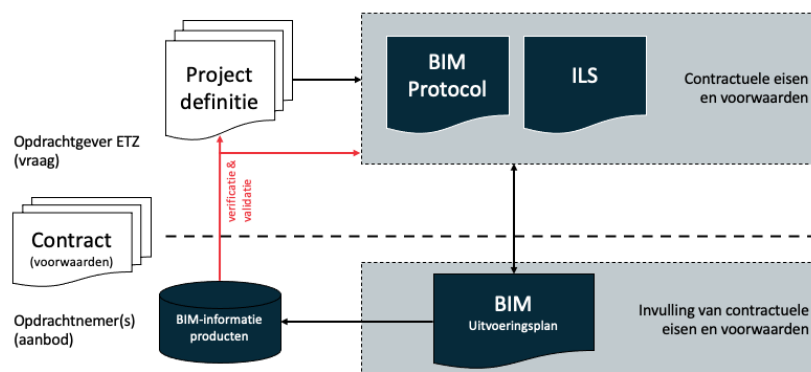 Project
definitie
BIM
Protocol
ILS
Contractuele eisen
en voorwaarden
Opdrachtgever ETZ
(vraag)
verificatie &
validatie
Contract
(voorwaarden)
Opdrachtnemer(s)
(aanbod)
BIM-informatie
producten
BIM
Uitvoeringsplan
Invulling van contractuele
eisen en voorwaarden